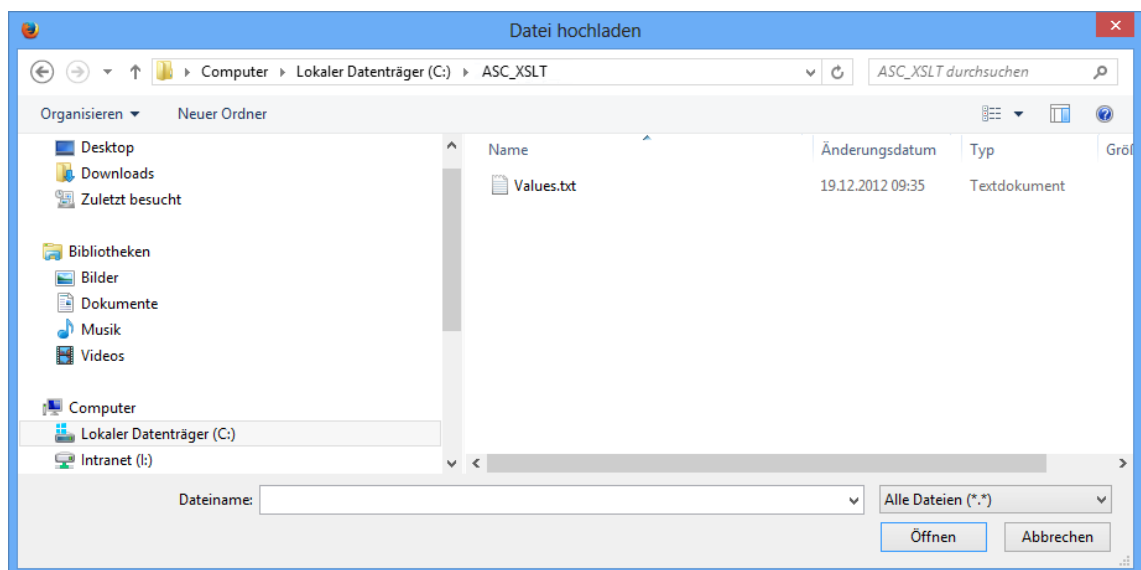 Datei hochladen
Computer Lokaler Datenträger (C:) ASC_XSLT ASC_XSLT durchsuchen
Organisieren Neuer Ordner
Desktop
Downloads
Zuletzt besucht
Bibliotheken
Bilder
Dokumente
Musik
Videos
Computer
Lokaler Datenträger (C:)
Intranet (I:)
Name Änderungsdatum Typ Größ
Values.txt 19.12.2012 09:35 Textdokument
Dateiname: Alle Dateien (*.*)
Öffnen Abbrechen